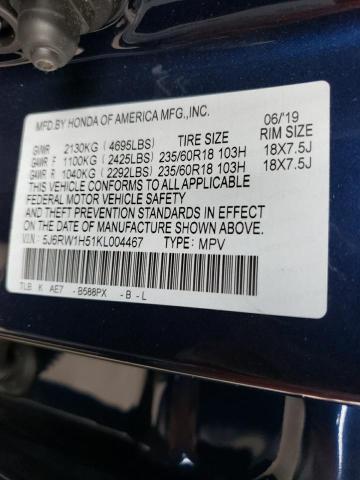 MFD.BY HONDA OF AMERICA MFG.,INC. 06/'19
GVWR 2130KG ( 4695LBS) TIRE SIZE RIM SIZE
GAWR F 1100KG ( 2425LBS) 235/60R18 103H 18X7.5J
GAWR R 1040KG ( 2292LBS) 235/60R18 103H 18X7.5J
THIS VEHICLE CONFORMS TO ALL APPLICABLE
FEDERAL MOTOR VEHICLE SAFETY
AND THEFT PREVENTION STANDARDS IN EFFECT
ON THE DATE OF MANUFACTURE SHOWN ABOVE.
VIN: 5J6RW1H51KL004467 TYPE: MPV
TLB K AE7 - B588PX - B - L